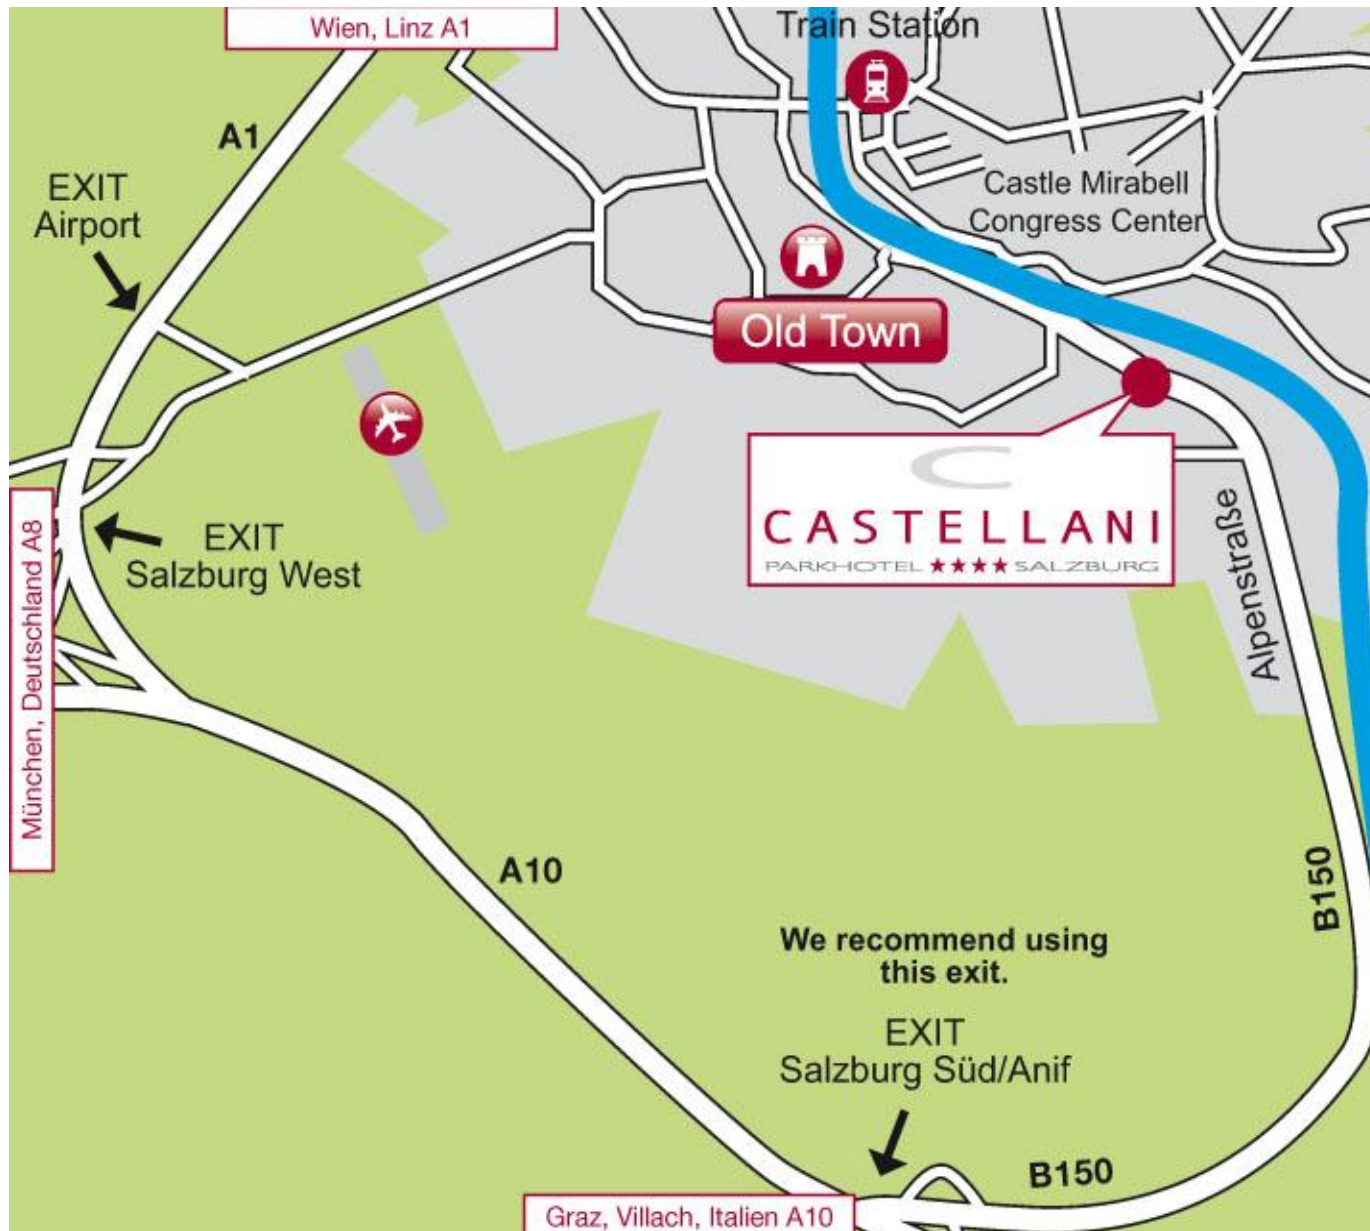 Wien, Linz A1
Train Station
A1
EXIT
Airport
Castle Mirabell
Congress Center
Old Town
CASTELLANI
PARKHOTEL ★★★★ SALZBURG
EXIT
Salzburg West
München, Deutschland A8
Alpenstraße
A10
B150
We recommend using
this exit.
EXIT
Salzburg Süd/Anif
B150
Graz, Villach, Italien A10